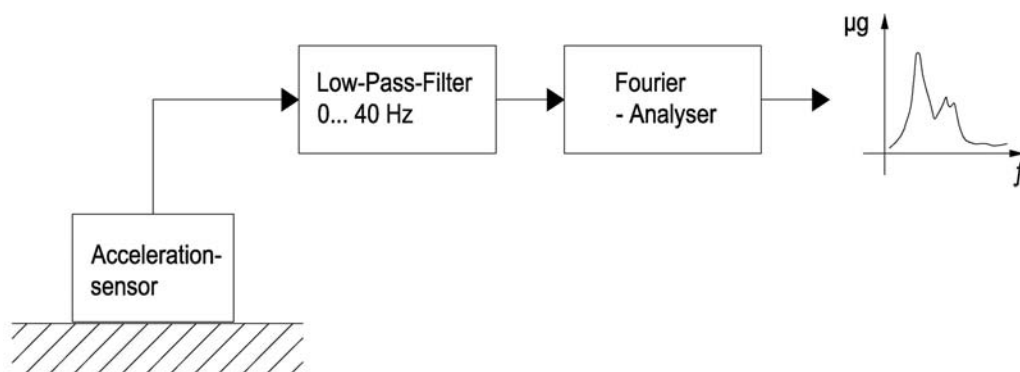 µg
Low-Pass-Filter
0... 40 Hz
Fourier
- Analyser
f
Acceleration-
sensor